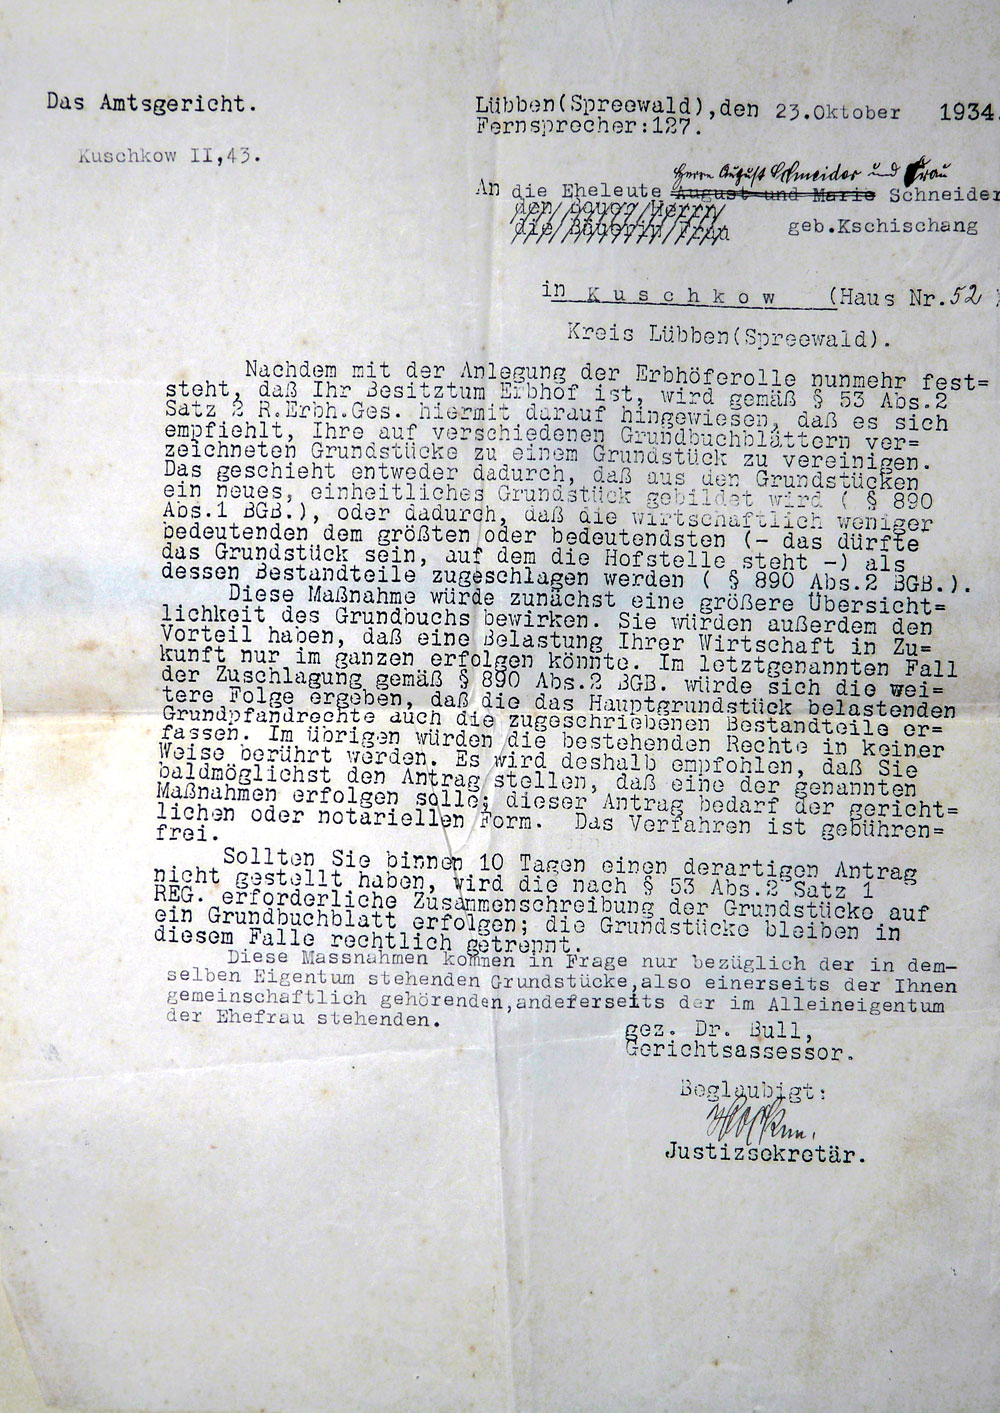 Das Amtsgericht.
Lübben(Spreewald),den 23.Oktober 1934.
Fernsprecher:127.
Kuschkow II,43.
Herrn August Schneider und Frau
An die Eheleute August und Marie Schneider
den Bauer Herrn
die Bäuerin Frau geb.Kschischang
in Kuschkow (Haus Nr.52)
Kreis Lübben(Spreewald).
Nachdem mit der Anlegung der Erbhöferolle nunmehr fest=
steht, daß Ihr Besitztum Erbhof ist, wird gemäß § 53 Abs.2
Satz 2 R.Erbh.Ges. hiermit darauf hingewiesen, daß es sich
empfiehlt, Ihre auf verschiedenen Grundbuchblättern ver=
zeichneten Grundstücke zu einem Grundstück zu vereinigen.
Das geschieht entweder dadurch, daß aus den Grundstücken
ein neues, einheitliches Grundstück gebildet wird ( § 890
Abs.1 BGB.), oder dadurch, daß die wirtschaftlich weniger
bedeutenden dem größten oder bedeutendsten (- das dürfte
das Grundstück sein, auf dem die Hofstelle steht -) als
dessen Bestandteile zugeschlagen werden ( § 890 Abs.2 BGB.).
Diese Maßnahme würde zunächst eine größere Übersicht=
lichkeit des Grundbuchs bewirken. Sie würden außerdem den
Vorteil haben, daß eine Belastung Ihrer Wirtschaft in Zu=
kunft nur im ganzen erfolgen könnte. Im letztgenannten Fall
der Zuschlagung gemäß § 890 Abs.2 BGB. würde sich die wei=
tere Folge ergeben, daß die das Hauptgrundstück belastenden
Grundpfandrechte auch die zugeschriebenen Bestandteile er=
fassen. Im übrigen würden die bestehenden Rechte in keiner
Weise berührt werden. Es wird deshalb empfohlen, daß Sie
baldmöglichst den Antrag stellen, daß eine der genannten
Maßnahmen erfolgen solle; dieser Antrag bedarf der gericht=
lichen oder notariellen Form. Das Verfahren ist gebühren=
frei.
Sollten Sie binnen 10 Tagen einen derartigen Antrag
nicht gestellt haben, wird die nach § 53 Abs.2 Satz 1
REG. erforderliche Zusammenschreibung der Grundstücke auf
ein Grundbuchblatt erfolgen; die Grundstücke bleiben in
diesem Falle rechtlich getrennt.
Diese Massnahmen kommen in Frage nur bezüglich der in dem-
selben Eigentum stehenden Grundstücke,also einerseits der Ihnen
gemeinschaftlich gehörenden,andeferseits der im Alleineigentum
der Ehefrau stehenden.
gez. Dr. Bull,
Gerichtsassessor.
Beglaubigt:
Justizsekretär.